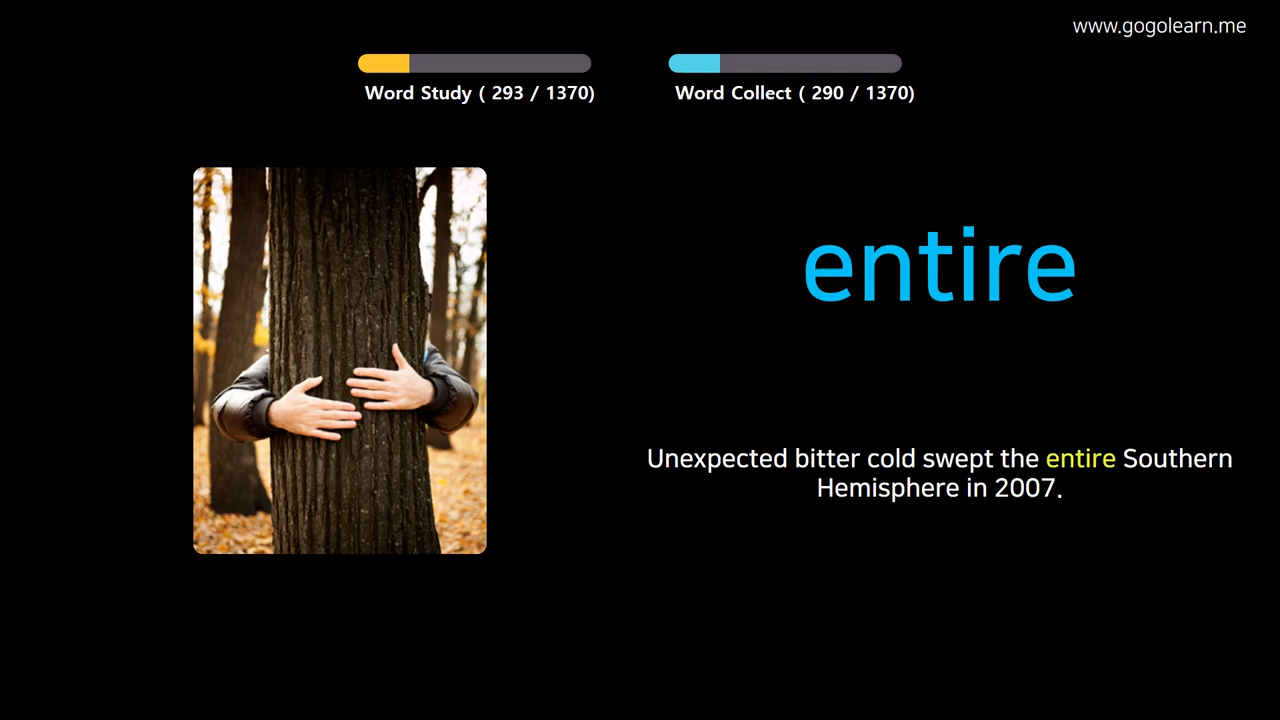 www.gogolearn.me
Word Study ( 293 / 1370)
Word Collect ( 290 / 1370)
entire
Unexpected bitter cold swept the entire Southern
Hemisphere in 2007.